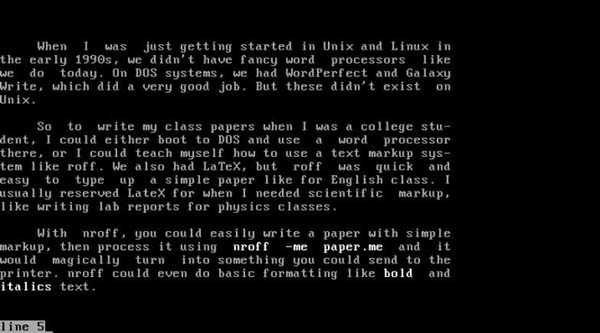 When I was just getting started in Unix and Linux in
the early 1990s, we didn't have fancy word processors like
we do today. On DOS systems, we had WordPerfect and Galaxy
Write, which did a very good job. But these didn't exist on
Unix.
So to write my class papers when I was a college stu-
dent, I could either boot to DOS and use a word processor
there, or I could teach myself how to use a text markup sys-
tem like roff. We also had LaTeX, but roff was quick and
easy to type up a simple paper like for English class. I
usually reserved LateX for when I needed scientific markup,
like writing lab reports for physics classes.
With nroff, you could easily write a paper with simple
markup, then process it using nroff -me paper.me and it
would magically turn into something you could send to the
printer. nroff could even do basic formatting like bold and
italics text.
line 5